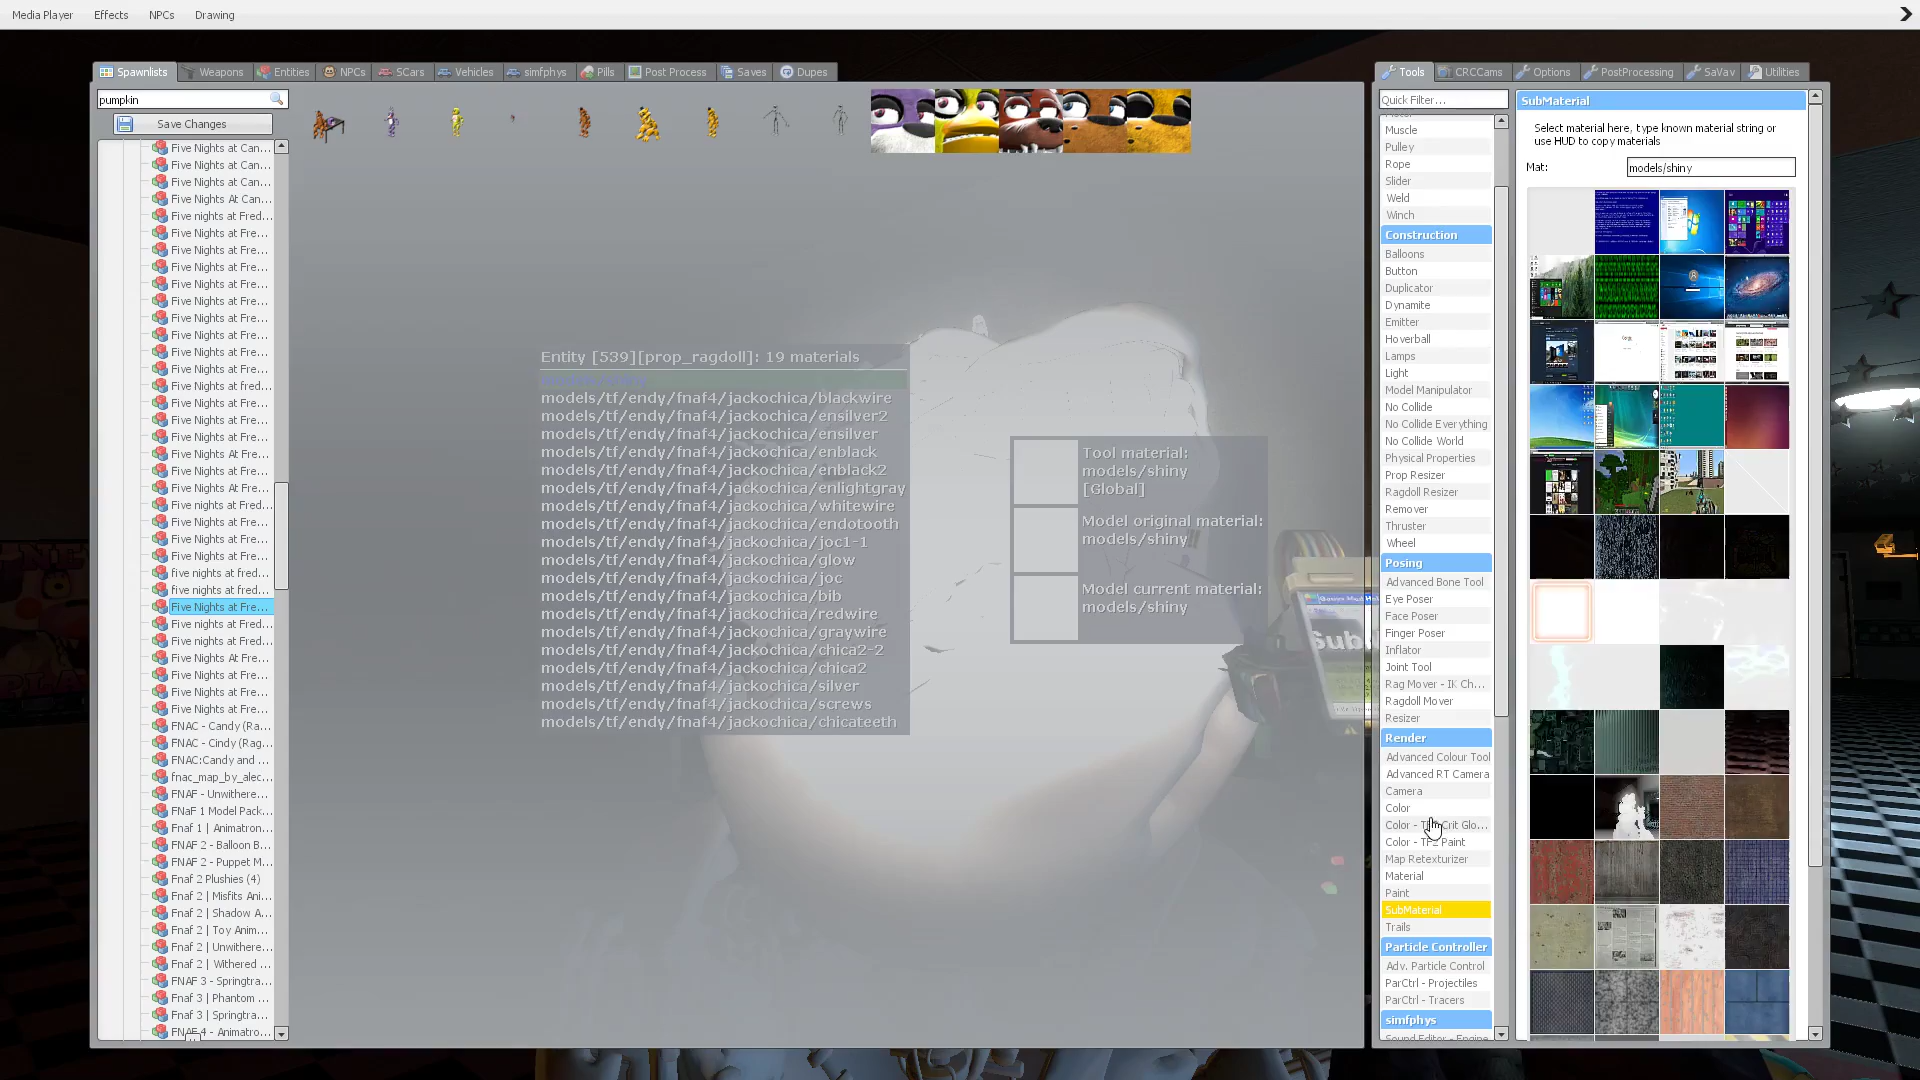 Media Player
Effects
NPCs
Drawing
Spawnlists
Weapons
Entities
NPCs
SCars
Vehicles
simfphys
Pills
Post Process
Saves
Dupes
pumpkin
Save Changes
Five Nights at Can...
Five Nights at Can...
Five Nights at Can...
Five Nights At Can...
Five nights at Fred...
Five Nights at Fre...
Five Nights at Fre...
Five Nights at Fre...
Five Nights at Fre...
Five Nights at Fre...
Five Nights at Fre...
Five Nights at Fre...
Five Nights at Fre...
Five Nights at Fre...
Five Nights at fred...
Five Nights at Fre...
Five Nights at Fre...
Five Nights at Fre...
Five Nights At Fre...
Five Nights at Fre...
Five Nights At Fre...
Five nights at Fred...
Five Nights at Fre...
Five Nights at Fre...
Five Nights at Fre...
five nights at fred...
five nights at fred...
Five Nights at Fre...
Five nights at Fred...
Five nights at Fred...
Five Nights At Fre...
Five Nights at Fre...
Five Nights at Fre...
Five Nights at Fre...
FNAC - Candy (Ra...
FNAC - Cindy (Rag...
FNAC:Candy and ...
fnac_map_by_alec...
FNAF - Unwithere...
FNaF 1 Model Pack...
Fnaf 1 | Animatron...
FNAF 2 - Balloon B...
FNAF 2 - Puppet M...
Fnaf 2 Plushies (4)
Fnaf 2 | Misfits Ani...
Fnaf 2 | Shadow A...
Fnaf 2 | Toy Anim...
Fnaf 2 | Unwithere...
Fnaf 2 | Withered ...
FNAF 3 - Springtra...
Fnaf 3 | Phantom ...
Fnaf 3 | Springtra...
FNAF 4 - Animatro...
Entity [539][prop_ragdoll]: 19 materials
models/tf/endy/fnaf4/jackochica/blackwire
models/tf/endy/fnaf4/jackochica/ensilver2
models/tf/endy/fnaf4/jackochica/ensilver
models/tf/endy/fnaf4/jackochica/enblack
models/tf/endy/fnaf4/jackochica/enblack2
models/tf/endy/fnaf4/jackochica/enlightgray
models/tf/endy/fnaf4/jackochica/whitewire
models/tf/endy/fnaf4/jackochica/endotooth
models/tf/endy/fnaf4/jackochica/joc1-1
models/tf/endy/fnaf4/jackochica/glow
models/tf/endy/fnaf4/jackochica/joc
models/tf/endy/fnaf4/jackochica/bib
models/tf/endy/fnaf4/jackochica/redwire
models/tf/endy/fnaf4/jackochica/graywire
models/tf/endy/fnaf4/jackochica/chica2-2
models/tf/endy/fnaf4/jackochica/chica2
models/tf/endy/fnaf4/jackochica/silver
models/tf/endy/fnaf4/jackochica/screws
models/tf/endy/fnaf4/jackochica/chicateeth
Tool material:
models/shiny
[Global]
Model original material:
models/shiny
Model current material:
models/shiny
Tools
CRCCams
Options
PostProcessing
SaVav
Utilities
Quick Filter...
Muscle
Pulley
Rope
Slider
Weld
Winch
Construction
Balloons
Button
Duplicator
Dynamite
Emitter
Hoverball
Lamps
Light
Model Manipulator
No Collide
No Collide Everything
No Collide World
Physical Properties
Prop Resizer
Ragdoll Resizer
Remover
Thruster
Wheel
Posing
Advanced Bone Tool
Eye Poser
Face Poser
Finger Poser
Inflator
Joint Tool
Rag Mover - IK Ch...
Ragdoll Mover
Resizer
Render
Advanced Colour Tool
Advanced RT Camera
Camera
Color
Color - TF2 Crit Glo...
Color - TF2 Paint
Map Retexturizer
Material
Paint
SubMaterial
Trails
Particle Controller
Adv. Particle Control
ParCtrl - Projectiles
ParCtrl - Tracers
simfphys
Sound Editor - Engine
SubMaterial
Select material here, type known material string or
use HUD to copy materials
Mat:
models/shiny